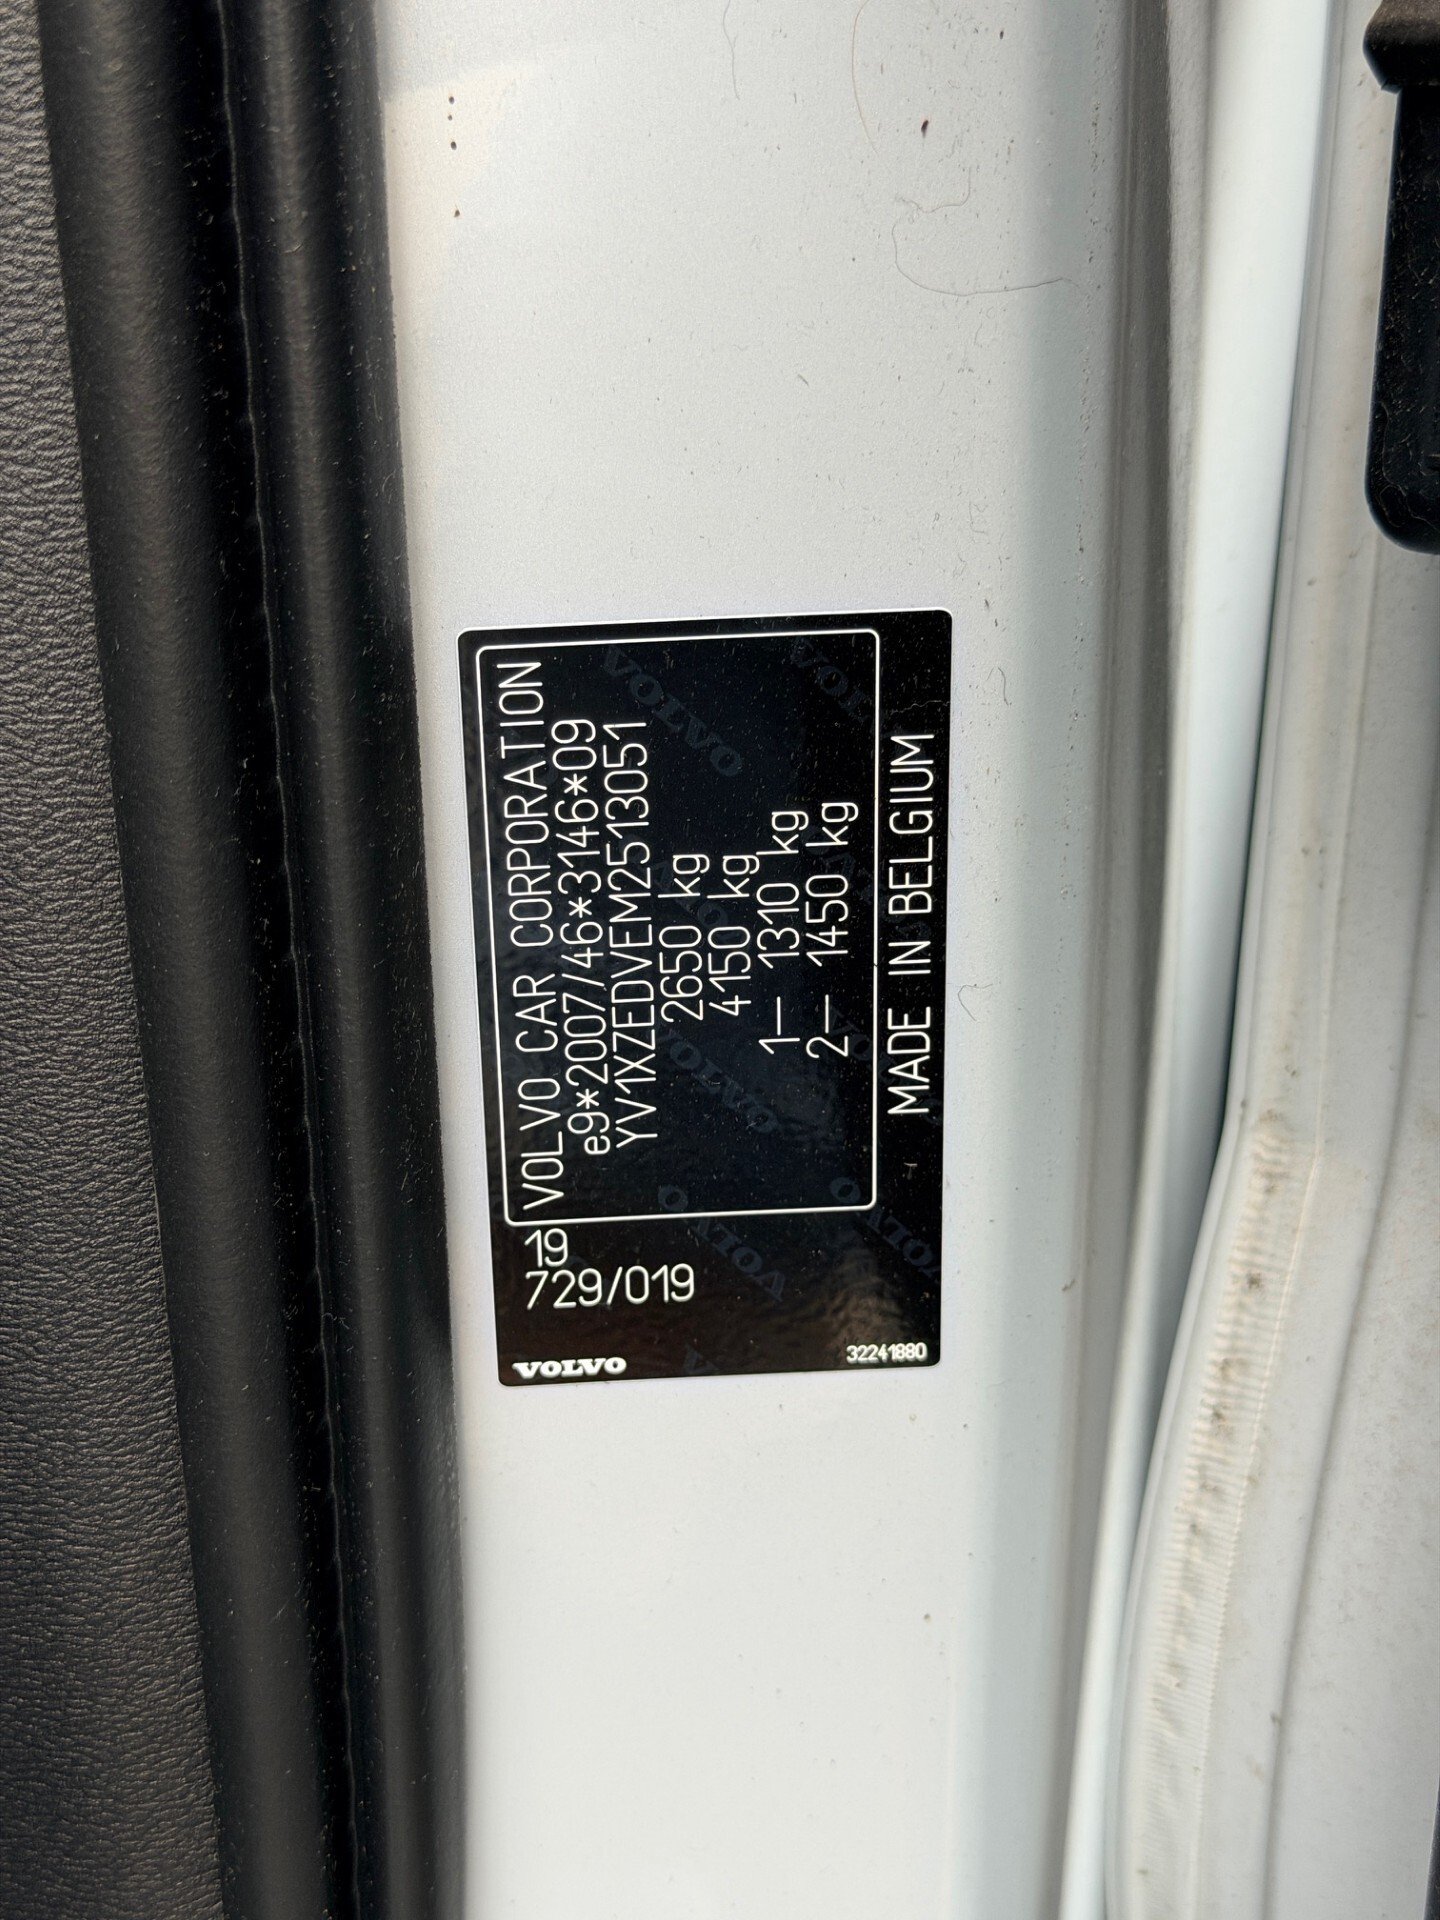 VOLVO CAR CORPORATION
e9*2007/46*3146*09
YV1XZEDVEM2513051
2650 kg
4150 kg
1– 1310 kg
2– 1450 kg
MADE IN BELGIUM
19
729/019
VOLVO
32241880